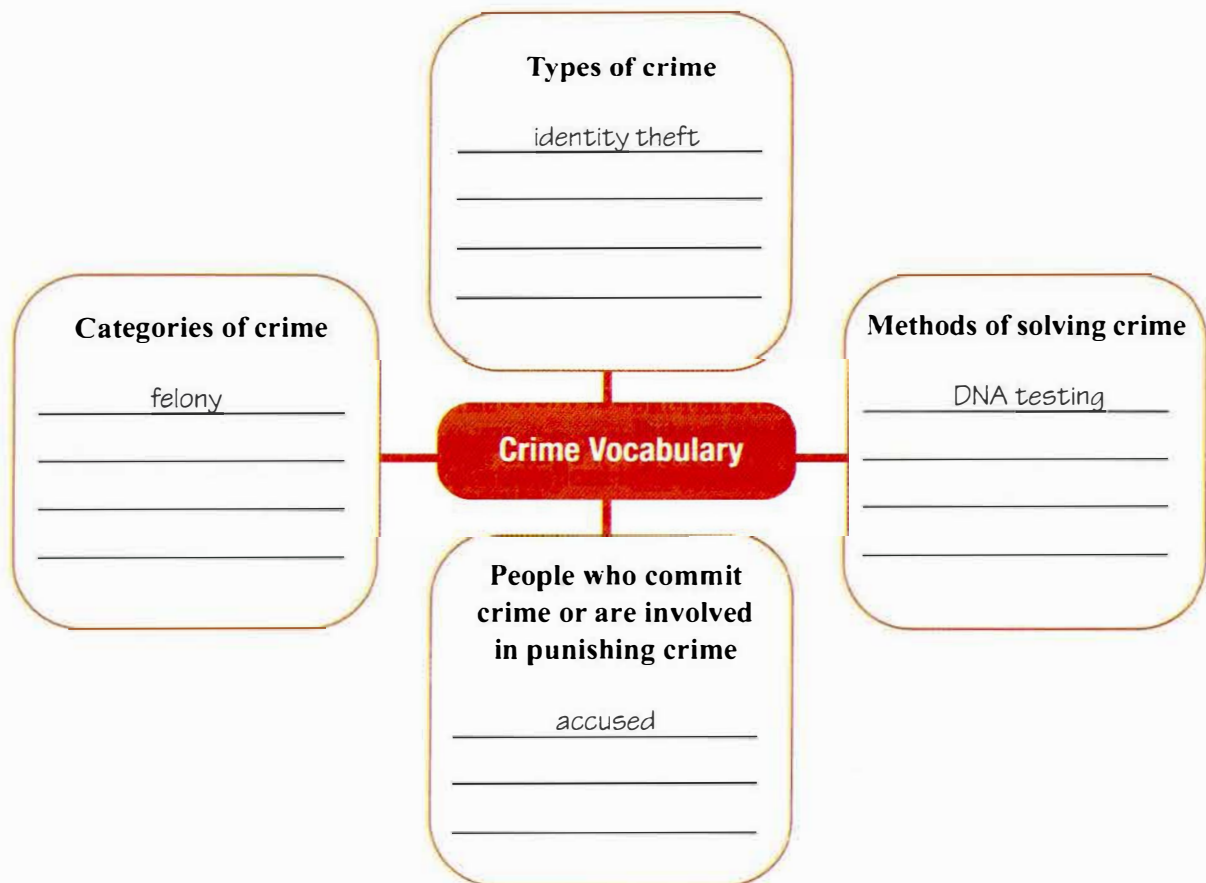 Types of crime
identity theft
Categories of crime
felony
Methods of solving crime
DNA testing
Crime Vocabulary
People who commit
crime or are involved
in punishing crime
accused